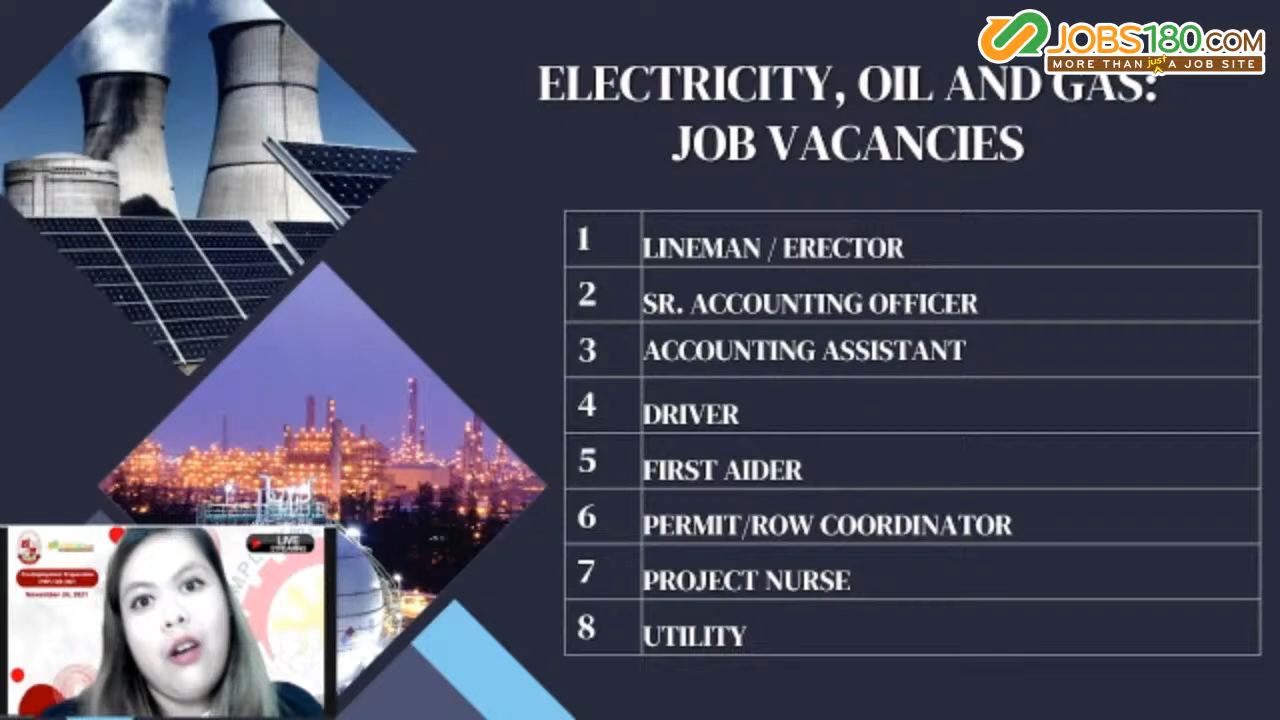 JOBS180.COM
MORE THAN just A JOB SITE
ELECTRICITY, OIL AND GAS:
JOB VACANCIES
1 LINEMAN / ERECTOR
2 SR. ACCOUNTING OFFICER
3 ACCOUNTING ASSISTANT
4 DRIVER
5 FIRST AIDER
6 PERMIT/ROW COORDINATOR
7 PROJECT NURSE
8 UTILITY
LIVE
STREAMING
November 24, 2021